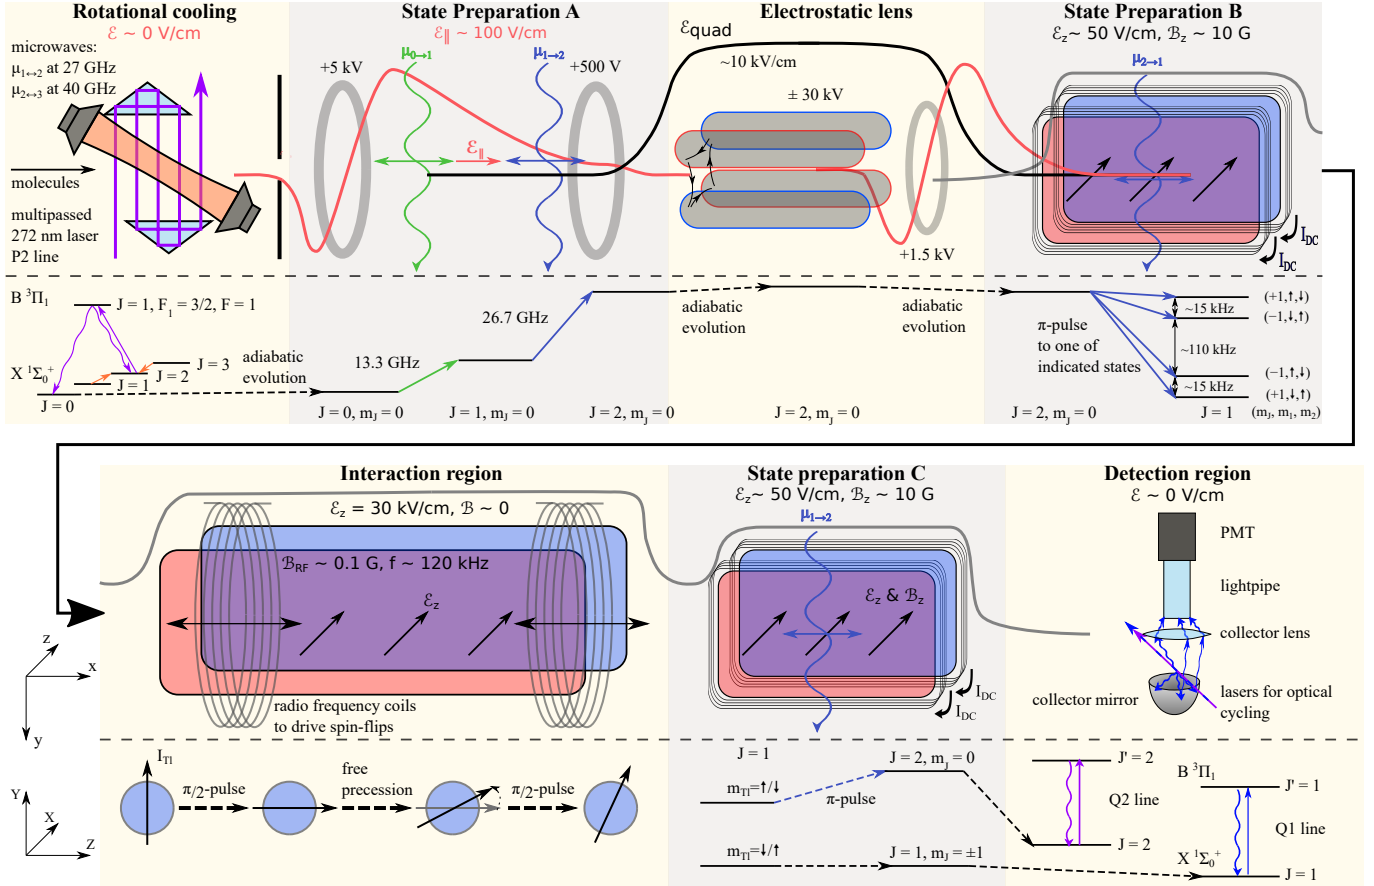 Rotational cooling
ℰ ~ 0 V/cm
microwaves:
μ1↔2 at 27 GHz
μ2↔3 at 40 GHz
molecules
multipassed
272 nm laser
P2 line
State Preparation A
ℰ∥ ~ 100 V/cm
μ0→1
μ1→2
+5 kV
+500 V
ℰ∥
Electrostatic lens
ℰquad
~10 kV/cm
± 30 kV
+1.5 kV
State Preparation B
ℰz~ 50 V/cm, ℬz ~ 10 G
μ2→1
IDC
IDC
B ³Π1
J = 1, F1 = 3/2, F = 1
X ¹Σ0⁺
J = 3
J = 2
J = 1
J = 0
adiabatic
evolution
13.3 GHz
26.7 GHz
J = 0, mJ = 0
J = 1, mJ = 0
J = 2, mJ = 0
adiabatic
evolution
J = 2, mJ = 0
adiabatic
evolution
π-pulse
to one of
indicated states
J = 2, mJ = 0
(+1,↑,↓)
~15 kHz
(−1,↓,↑)
~110 kHz
(−1,↑,↓)
~15 kHz
(+1,↓,↑)
J = 1
(mJ, m1, m2)
Interaction region
ℰz = 30 kV/cm, ℬ ~ 0
ℬRF ~ 0.1 G, f ~ 120 kHz
ℰz
radio frequency coils
to drive spin-flips
z
x
y
State preparation C
ℰz~ 50 V/cm, ℬz ~ 10 G
μ1→2
ℰz & ℬz
IDC
IDC
Detection region
ℰ ~ 0 V/cm
PMT
lightpipe
collector lens
collector mirror
lasers for optical
cycling
Y
X
Z
ITl
π/2-pulse
free
precession
π/2-pulse
J = 1
mTl=↑/↓
π-pulse
J = 2, mJ = 0
mTl=↓/↑
J = 1, mJ = ±1
J' = 2
Q2 line
J = 2
B ³Π1
J' = 1
Q1 line
X ¹Σ0⁺
J = 1